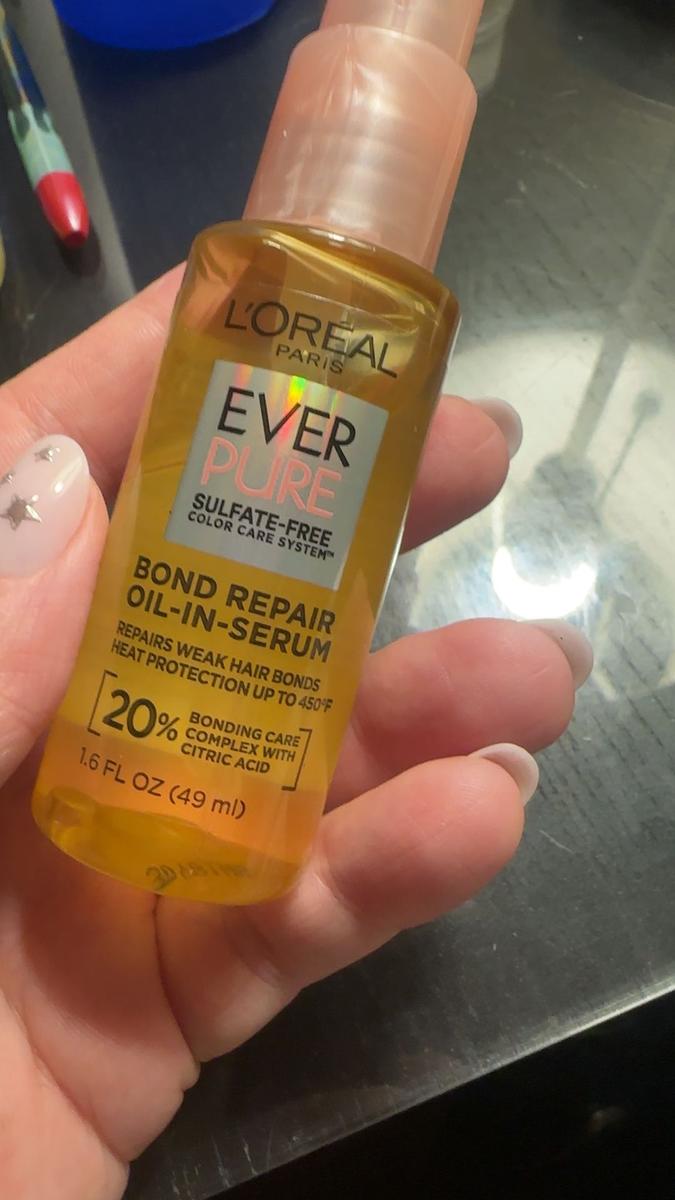 L'ORÉAL
PARIS
EVER
PURE
SULFATE-FREE
COLOR CARE SYSTEM™
BOND REPAIR
OIL-IN-SERUM
REPAIRS WEAK HAIR BONDS
HEAT PROTECTION UP TO 450°F
20% BONDING CARE
COMPLEX WITH
CITRIC ACID
1.6 FL OZ (49 ml)